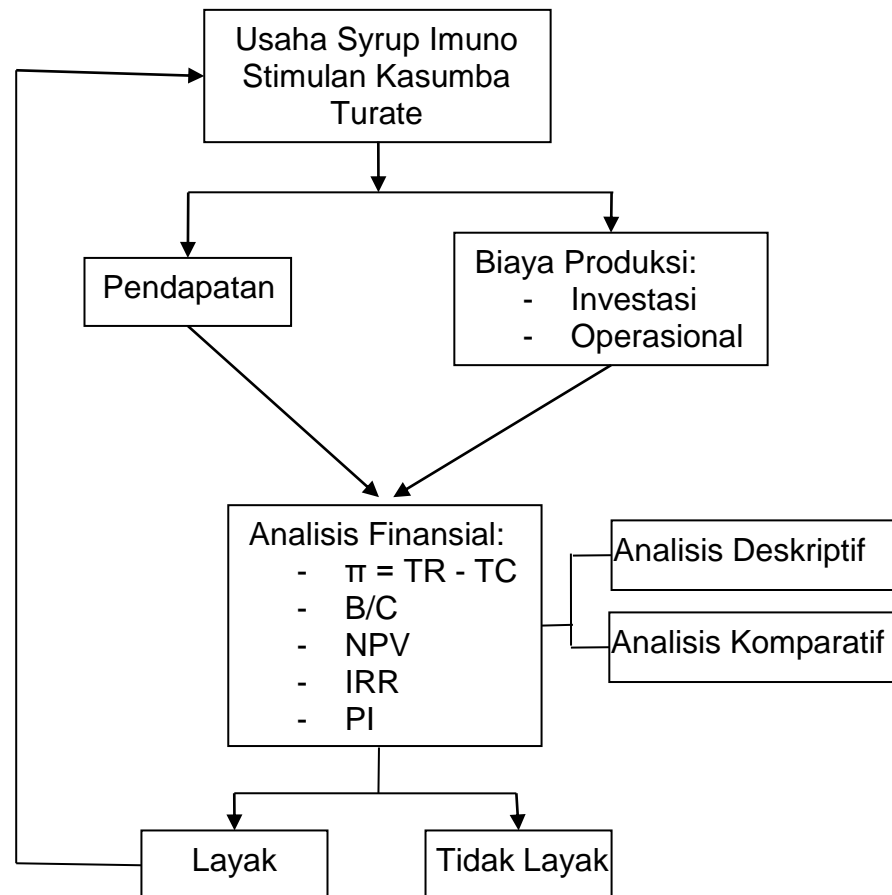 Usaha Syrup Imuno
Stimulan Kasumba
Turate
Pendapatan
Biaya Produksi:
- Investasi
- Operasional
Analisis Finansial:
- π = TR - TC
- B/C
- NPV
- IRR
- PI
Analisis Deskriptif
Analisis Komparatif
Layak
Tidak Layak